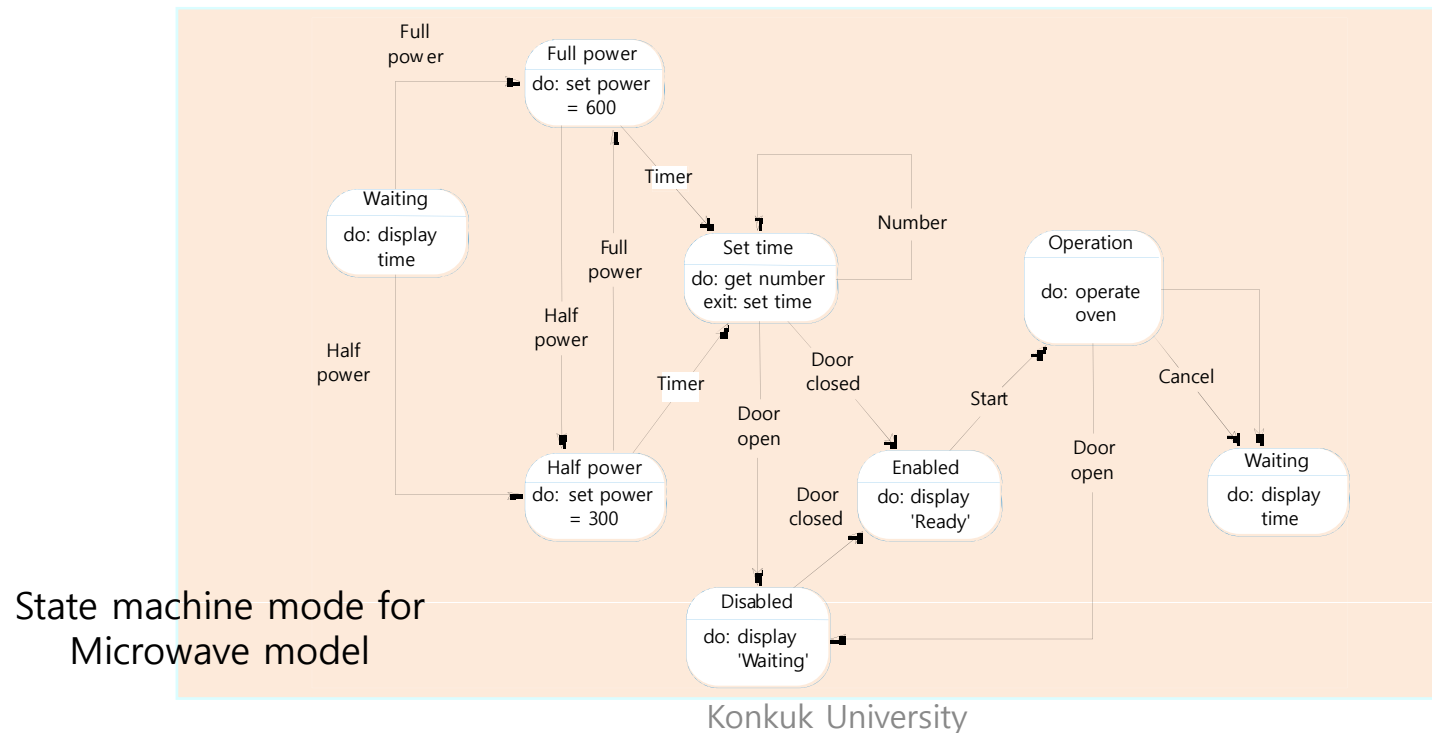 Full
power
Full power
do: set power
= 600
Timer
Waiting
do: display
time
Number
Full
power
Set time
do: get number
exit: set time
Operation
do: operate
oven
Half
power
Half
power
Door
closed
Timer
Cancel
Start
Door
open
Door
open
Half power
do: set power
= 300
Enabled
do: display
'Ready'
Waiting
do: display
time
Door
closed
Disabled
do: display
'Waiting'
State machine mode for
Microwave model
Konkuk University